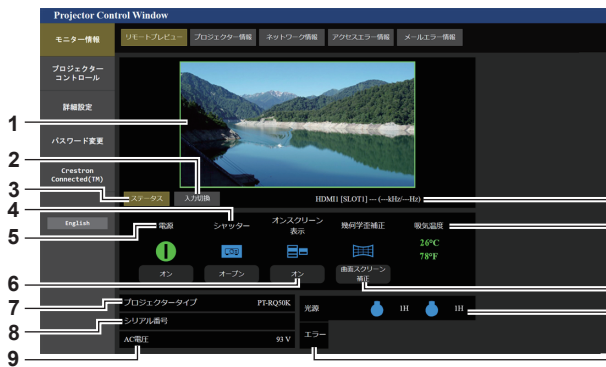 Projector Control Window
モニター情報
リモートプレビュー プロジェクター情報 ネットワーク情報 アクセスエラー情報 メールエラー情報
プロジェクター
コントロール
詳細設定
パスワード変更
Crestron
Connected(TM)
English
1
2
3
4
5
6
7
8
9
ステータス 入力切換 HDMI1 [SLOT1] --- (---kHz/---Hz)
電源 シャッター オンスクリーン
表示 幾何学歪補正 吸気温度
26°C
78°F
オン オープン オン 曲面スクリーン
補正
プロジェクタータイプ PT-RQ50K
シリアル番号
AC電圧 93 V
光源 1H 1H
エラー